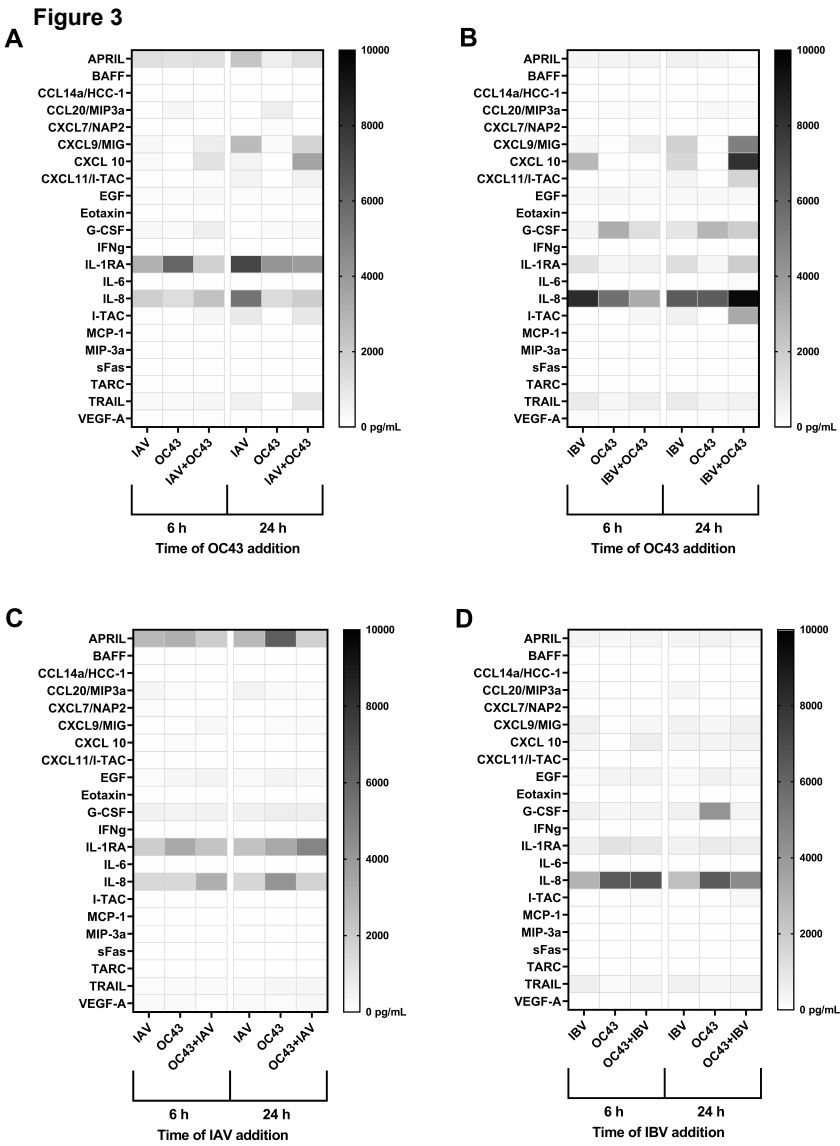 Figure 3
A
APRIL
BAFF
CCL14a/HCC-1
CCL20/MIP3a
CXCL7/NAP2
CXCL9/MIG
CXCL 10
CXCL11/I-TAC
EGF
Eotaxin
G-CSF
IFNg
IL-1RA
IL-6
IL-8
I-TAC
MCP-1
MIP-3a
sFas
TARC
TRAIL
VEGF-A
10000
8000
6000
4000
2000
0 pg/mL
IAV
OC43
IAV+OC43
IAV
OC43
IAV+OC43
6 h
24 h
Time of OC43 addition
B
APRIL
BAFF
CCL14a/HCC-1
CCL20/MIP3a
CXCL7/NAP2
CXCL9/MIG
CXCL 10
CXCL11/I-TAC
EGF
Eotaxin
G-CSF
IFNg
IL-1RA
IL-6
IL-8
I-TAC
MCP-1
MIP-3a
sFas
TARC
TRAIL
VEGF-A
10000
8000
6000
4000
2000
0 pg/mL
IBV
OC43
IBV+OC43
IBV
OC43
IBV+OC43
6 h
24 h
Time of OC43 addition
C
APRIL
BAFF
CCL14a/HCC-1
CCL20/MIP3a
CXCL7/NAP2
CXCL9/MIG
CXCL 10
CXCL11/I-TAC
EGF
Eotaxin
G-CSF
IFNg
IL-1RA
IL-6
IL-8
I-TAC
MCP-1
MIP-3a
sFas
TARC
TRAIL
VEGF-A
10000
8000
6000
4000
2000
0 pg/mL
IAV
OC43
OC43+IAV
IAV
OC43
OC43+IAV
6 h
24 h
Time of IAV addition
D
APRIL
BAFF
CCL14a/HCC-1
CCL20/MIP3a
CXCL7/NAP2
CXCL9/MIG
CXCL 10
CXCL11/I-TAC
EGF
Eotaxin
G-CSF
IFNg
IL-1RA
IL-6
IL-8
I-TAC
MCP-1
MIP-3a
sFas
TARC
TRAIL
VEGF-A
10000
8000
6000
4000
2000
0 pg/mL
IBV
OC43
OC43+IBV
IBV
OC43
OC43+IBV
6 h
24 h
Time of IBV addition